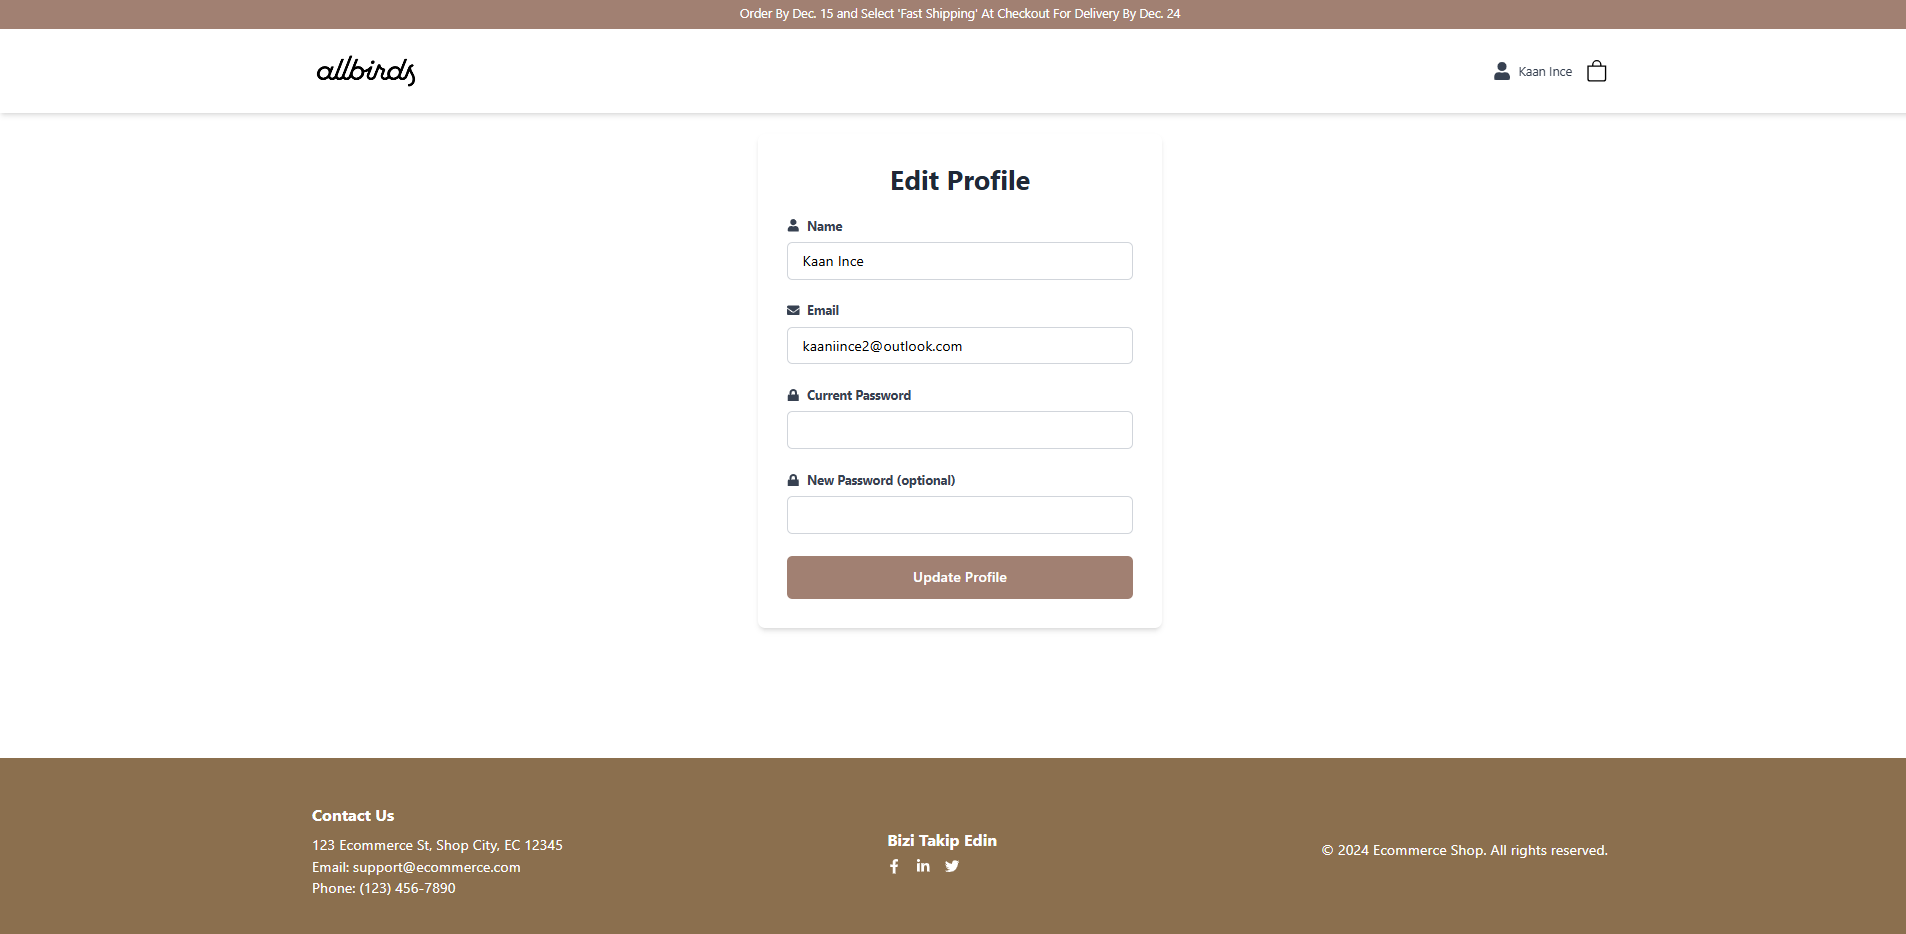 Order By Dec. 15 and Select 'Fast Shipping' At Checkout For Delivery By Dec. 24
allbirds
Kaan Ince
Edit Profile
Name
Kaan Ince
Email
kaaniince2@outlook.com
Current Password
New Password (optional)
Update Profile
Contact Us
123 Ecommerce St, Shop City, EC 12345
Email: support@ecommerce.com
Phone: (123) 456-7890
Bizi Takip Edin
© 2024 Ecommerce Shop. All rights reserved.